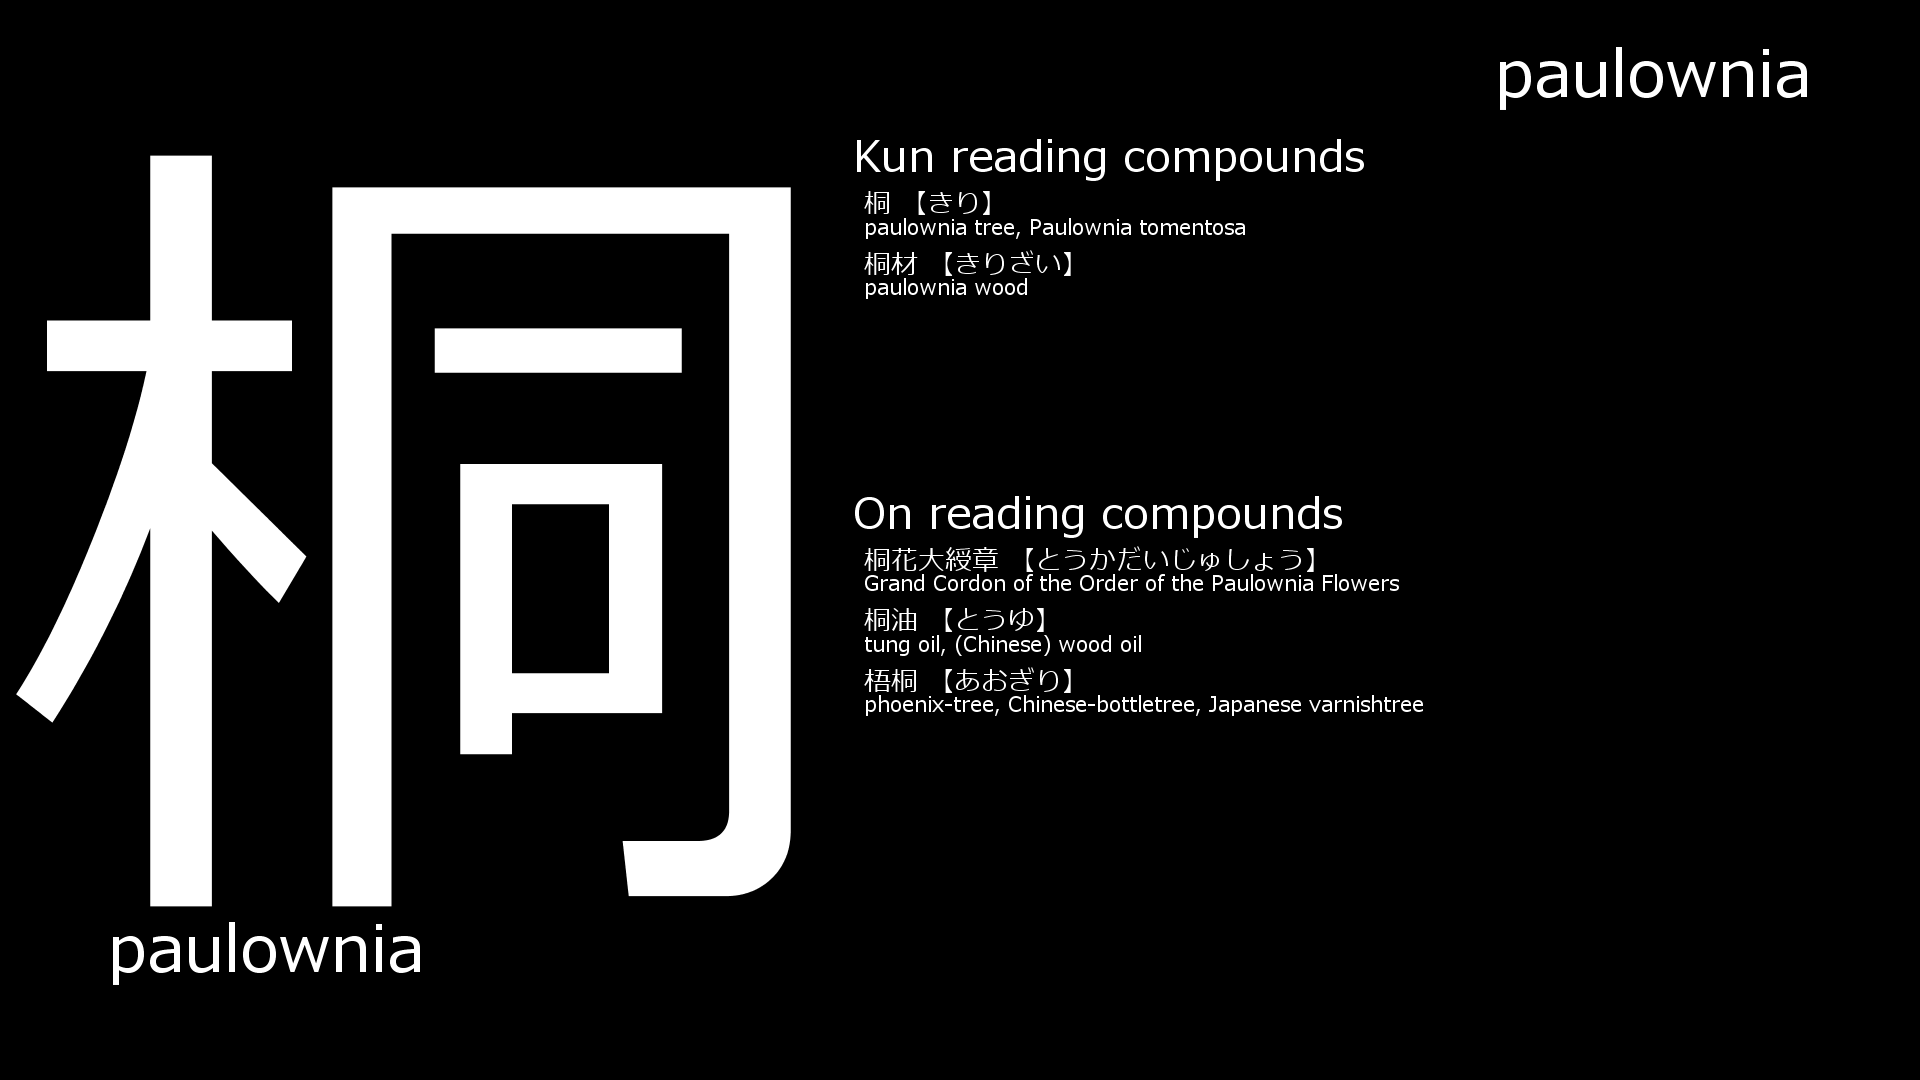 paulownia
桐
paulownia
Kun reading compounds
桐 【きり】
paulownia tree, Paulownia tomentosa
桐材 【きりざい】
paulownia wood
On reading compounds
桐花大綬章 【とうかだいじゅしょう】
Grand Cordon of the Order of the Paulownia Flowers
桐油 【とうゆ】
tung oil, (Chinese) wood oil
梧桐 【あおぎり】
phoenix-tree, Chinese-bottletree, Japanese varnishtree